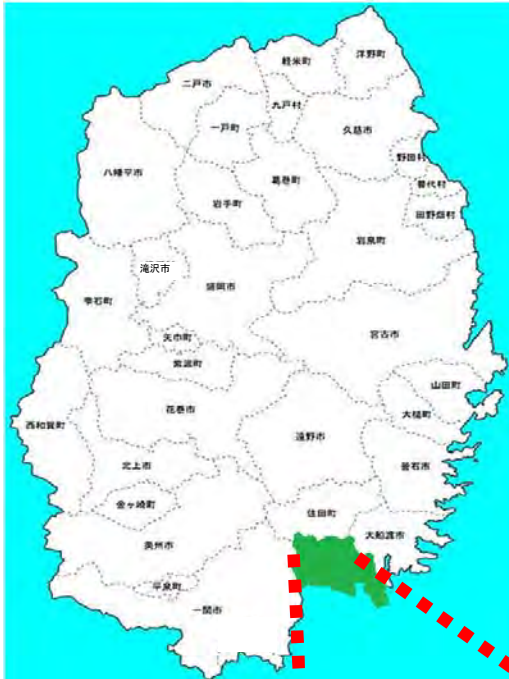 軽米町
洋野町
二戸市
九戸村
一戸町
久慈市
野田村
八幡平市
葛巻町
普代村
岩手町
田野畑村
岩泉町
滝沢市
盛岡市
雫石町
矢巾町
宮古市
紫波町
山田町
花巻市
大槌町
西和賀町
遠野市
釜石市
北上市
金ヶ崎町
住田町
大船渡市
奥州市
平泉町
一関市